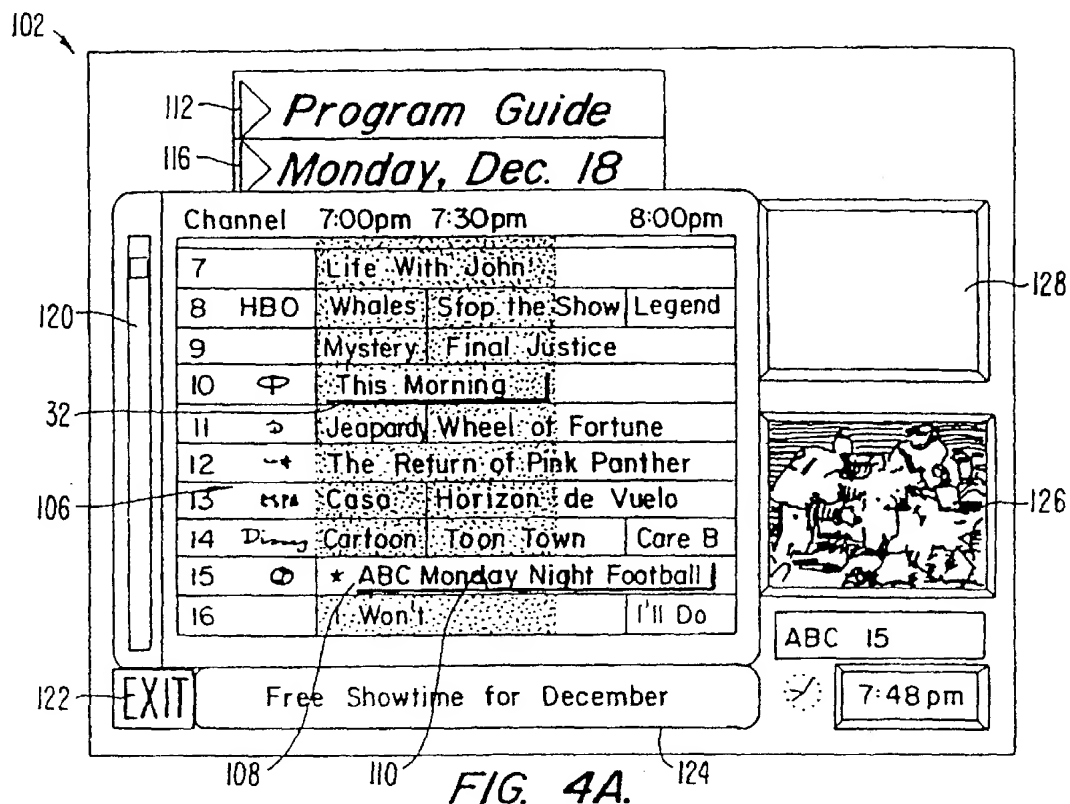 102
112 Program Guide
116 Monday, Dec. 18
Channel 7:00pm 7:30pm 8:00pm
7 Life With John
8 HBO Whales Stop the Show Legend
128
120
9 Mystery Final Justice
10 This Morning
32
11 Jeopardy Wheel of Fortune
12 The Return of Pink Panther
106
13 Casa Horizon de Vuelo
126
14 Disney Cartoon Toon Town Care B
15 * ABC Monday Night Football
16 I Won't I'll Do
ABC 15
122 EXIT Free Showtime for December 7:48pm
108 110 124
FIG. 4A.